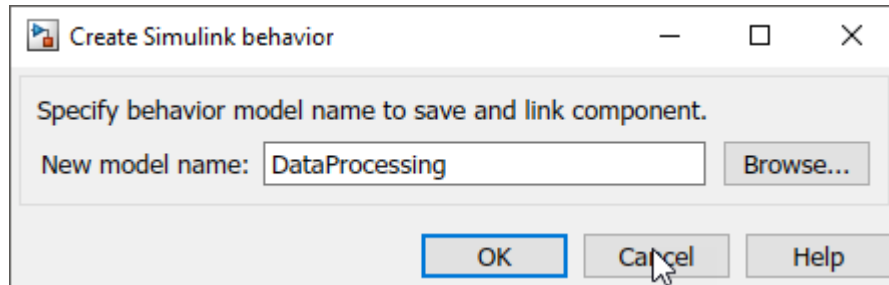 Create Simulink behavior
Specify behavior model name to save and link component.
New model name: DataProcessing Browse...
OK Cancel Help